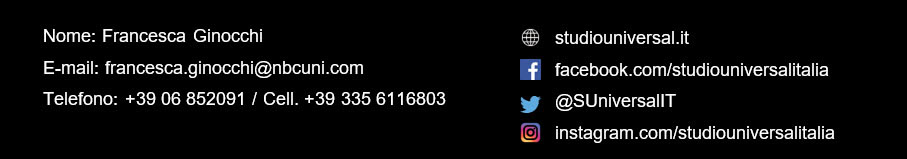 Nome: Francesca Ginocchi
E-mail: francesca.ginocchi@nbcuni.com
Telefono: +39 06 852091 / Cell. +39 335 6116803
studiouniversal.it
facebook.com/studiouniversalitalia
@SUniversalIT
instagram.com/studiouniversalitalia